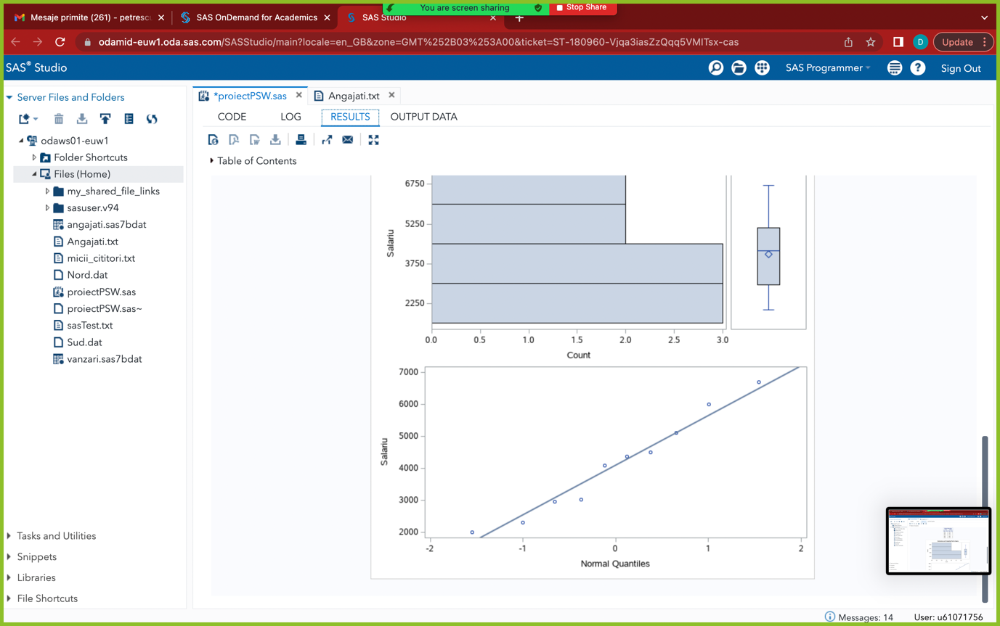 Mesaje primite (261) - petresc
SAS OnDemand for Academics
SAS Studio
You are screen sharing
Stop Share
odamid-euw1.oda.sas.com/SASStudio/main?locale=en_GB&zone=GMT%252B03%253A00&ticket=ST-180960-Vjqa3iasZzQqq5VMITsx-cas
D
Update
SAS® Studio
SAS Programmer
Sign Out
Server Files and Folders
odaws01-euw1
Folder Shortcuts
Files (Home)
my_shared_file_links
sasuser.v94
angajati.sas7bdat
Angajati.txt
micii_cititori.txt
Nord.dat
proiectPSW.sas
proiectPSW.sas~
sasTest.txt
Sud.dat
vanzari.sas7bdat
Tasks and Utilities
Snippets
Libraries
File Shortcuts
*proiectPSW.sas
Angajati.txt
CODE LOG RESULTS OUTPUT DATA
Table of Contents
6750
5250
3750
2250
Salariu
0.0 0.5 1.0 1.5 2.0 2.5 3.0
Count
7000
6000
5000
4000
3000
2000
Salariu
-2 -1 0 1 2
Normal Quantiles
Messages: 14
User: u61071756